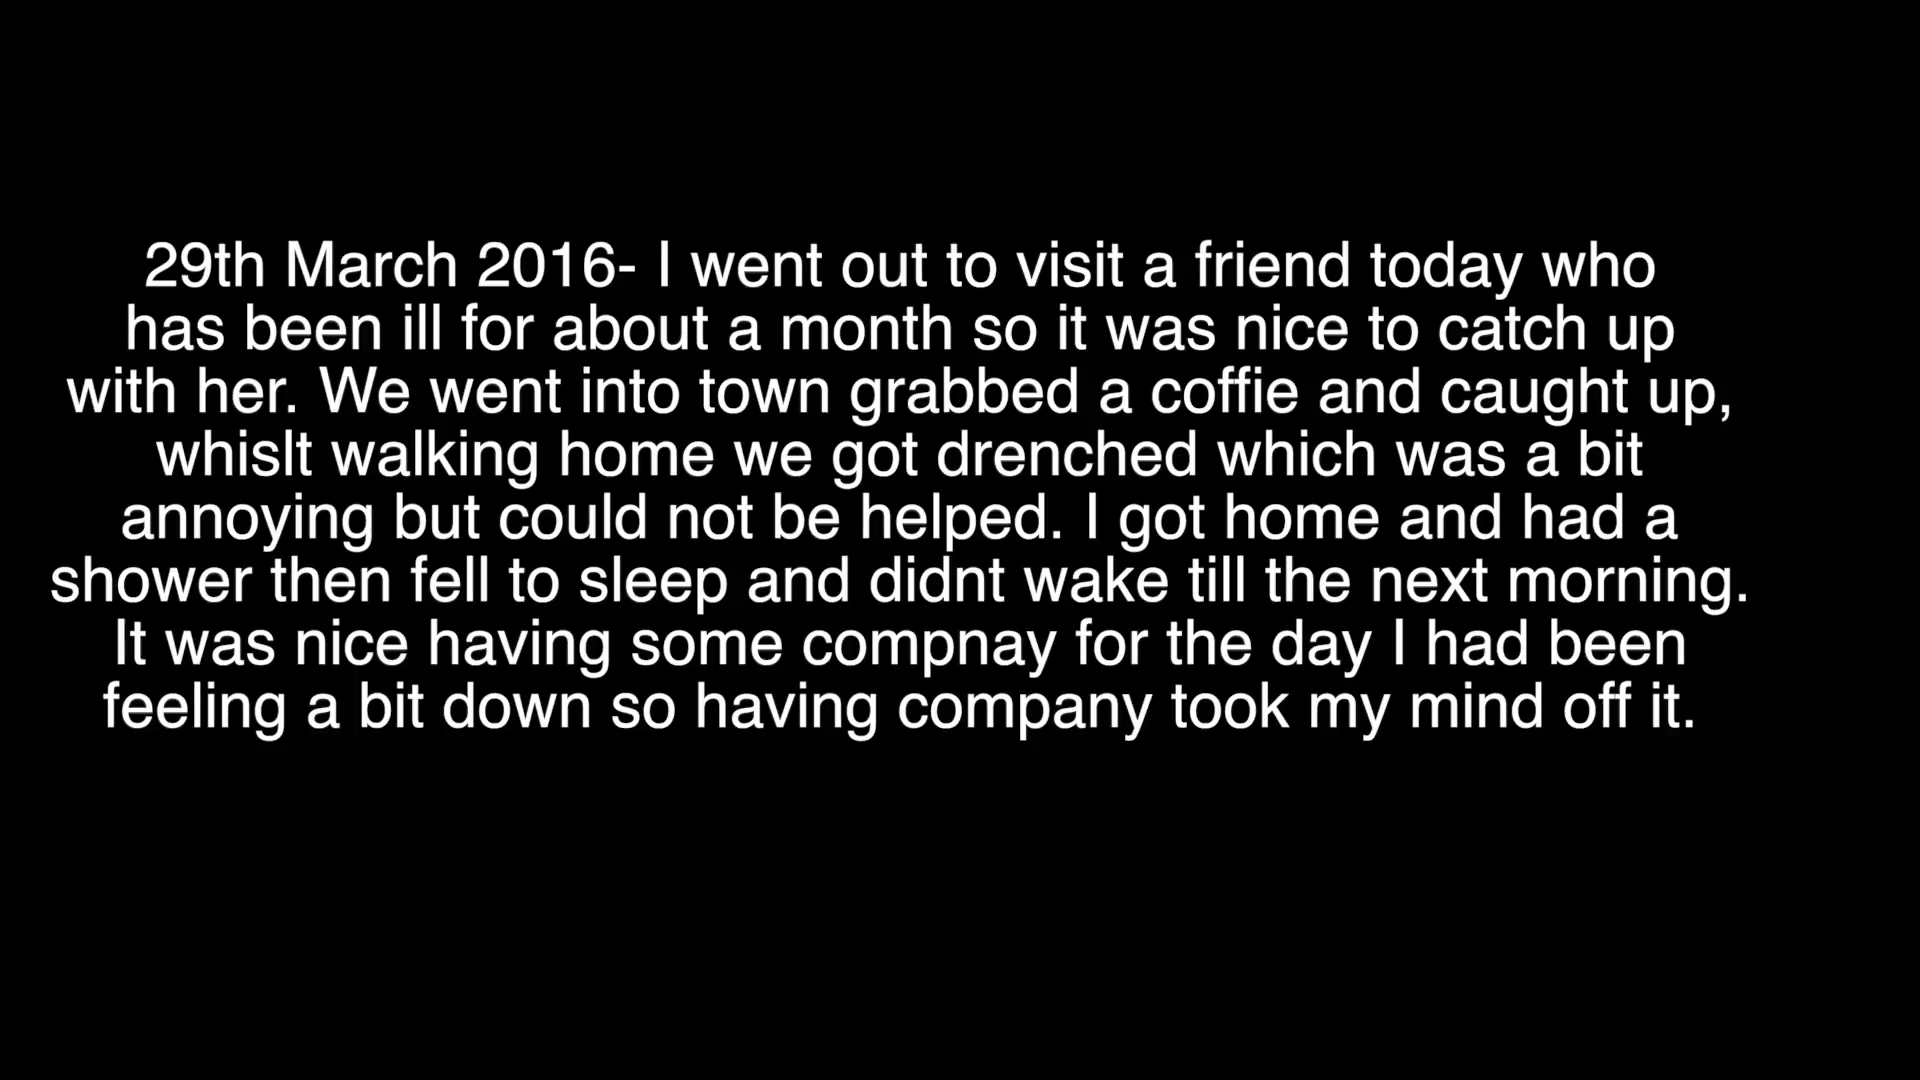 29th March 2016- I went out to visit a friend today who
has been ill for about a month so it was nice to catch up
with her. We went into town grabbed a coffie and caught up,
whislt walking home we got drenched which was a bit
annoying but could not be helped. I got home and had a
shower then fell to sleep and didnt wake till the next morning.
It was nice having some compnay for the day I had been
feeling a bit down so having company took my mind off it.